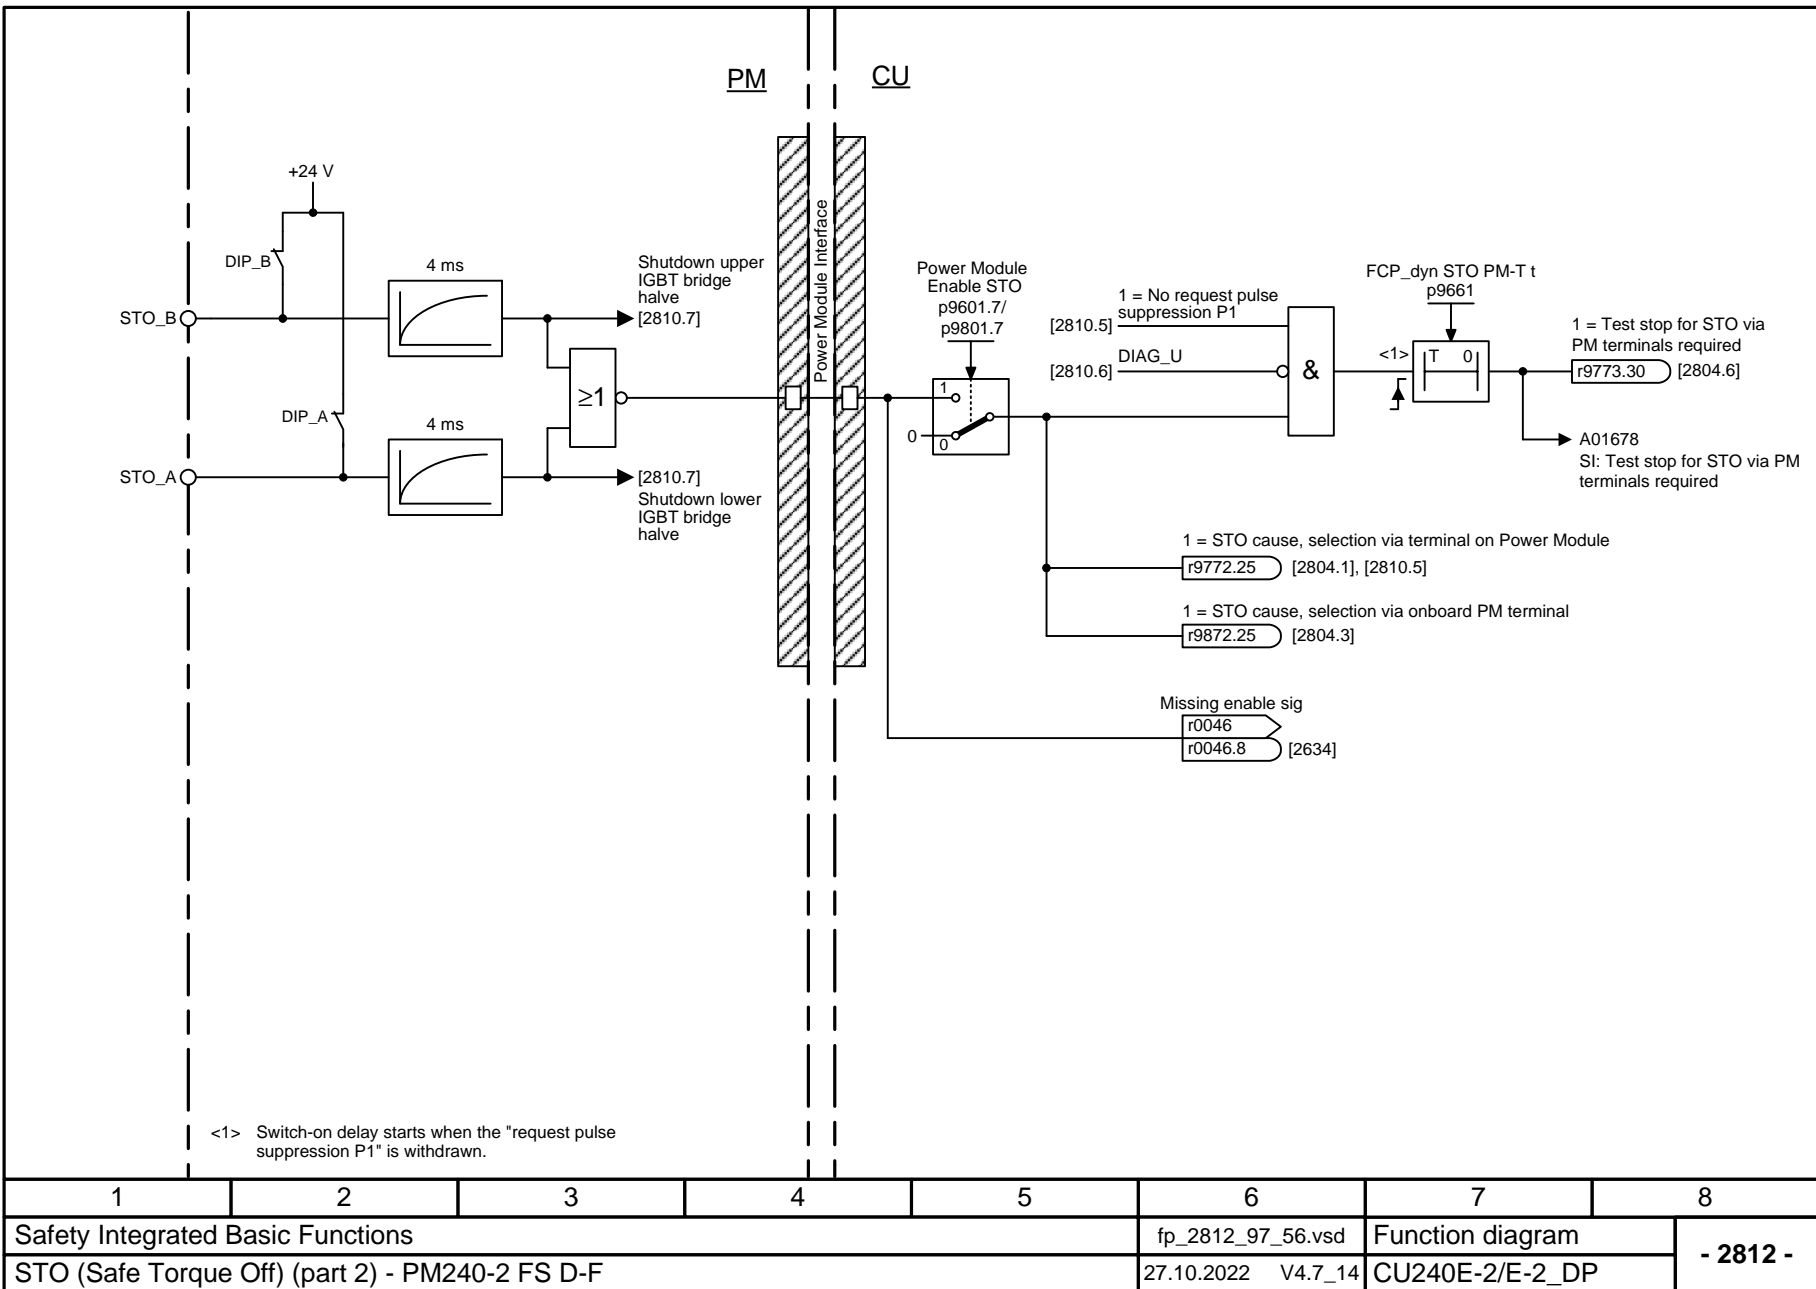 PM
CU
+24 V
DIP_B
4 ms
Shutdown upper
IGBT bridge
halve
[2810.7]
STO_B
≥1
DIP_A
4 ms
STO_A
[2810.7]
Shutdown lower
IGBT bridge
halve
Power Module Interface
Power Module
Enable STO
p9601.7/
p9801.7
1
0
0
1 = No request pulse
suppression P1
[2810.5]
DIAG_U
[2810.6]
&
FCP_dyn STO PM-T t
p9661
<1>
T 0
1 = Test stop for STO via
PM terminals required
r9773.30 [2804.6]
A01678
SI: Test stop for STO via PM
terminals required
1 = STO cause, selection via terminal on Power Module
r9772.25 [2804.1], [2810.5]
1 = STO cause, selection via onboard PM terminal
r9872.25 [2804.3]
Missing enable sig
r0046
r0046.8 [2634]
<1> Switch-on delay starts when the "request pulse
suppression P1" is withdrawn.
1 2 3 4 5 6 7 8
Safety Integrated Basic Functions
fp_2812_97_56.vsd
Function diagram
- 2812 -
STO (Safe Torque Off) (part 2) - PM240-2 FS D-F
27.10.2022 V4.7_14
CU240E-2/E-2_DP